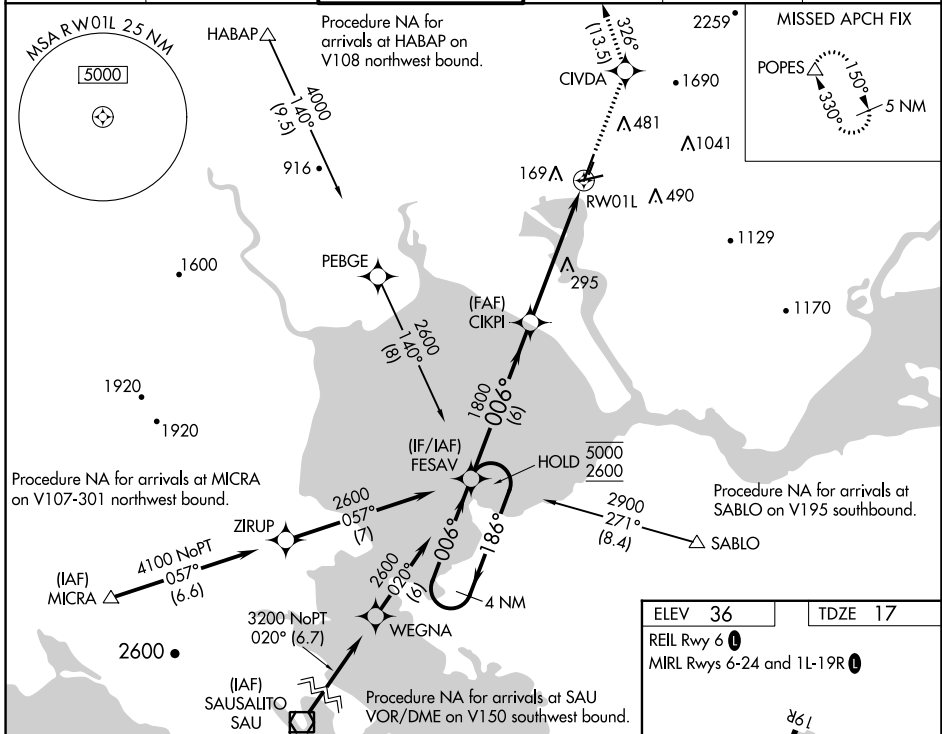 MSA RW01L 25 NM
5000
HABAP
Procedure NA for
arrivals at HABAP on
V108 northwest bound.
4000
140°
(9.5)
326°
(13.5)
CIVDA
2259
1690
481
1041
MISSED APCH FIX
POPES
150°
330°
5 NM
916
169
RW01L
490
1129
1600
PEBGE
295
(FAF)
CIKPI
1170
2600
140°
(8)
1800
006°
(6)
1920
1920
(IF/IAF)
FESAV
HOLD
5000
2600
Procedure NA for arrivals at MICRA
on V107-301 northwest bound.
2900
271°
(8.4)
Procedure NA for arrivals at
SABLO on V195 southbound.
SABLO
ZIRUP
2600
057°
(7)
4100 NoPT
057°
(6.6)
(IAF)
MICRA
2600
020°
(6)
006°
186°
4 NM
WEGNA
3200 NoPT
020° (6.7)
2600
(IAF)
SAUSALITO
SAU
Procedure NA for arrivals at SAU
VOR/DME on V150 southwest bound.
ELEV 36
TDZE 17
REIL Rwy 6 L
MIRL Rwys 6-24 and 1L-19R L
19R